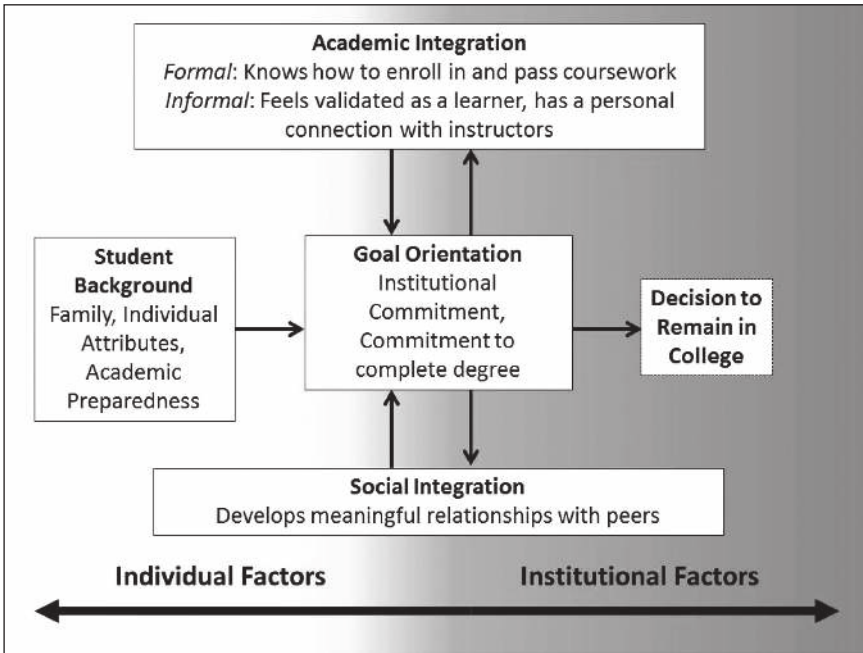 Academic Integration
Formal: Knows how to enroll in and pass coursework
Informal: Feels validated as a learner, has a personal
connection with instructors
Student
Background
Family, Individual
Attributes,
Academic
Preparedness
Goal Orientation
Institutional
Commitment,
Commitment to
complete degree
Decision to
Remain in
College
Social Integration
Develops meaningful relationships with peers
Individual Factors
Institutional Factors